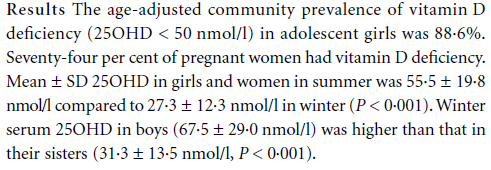 Results The age-adjusted community prevalence of vitamin D
deficiency (25OHD < 50 nmol/l) in adolescent girls was 88·6%.
Seventy-four per cent of pregnant women had vitamin D deficiency.
Mean ± SD 25OHD in girls and women in summer was 55·5 ± 19·8
nmol/l compared to 27·3 ± 12·3 nmol/l in winter (P < 0·001). Winter
serum 25OHD in boys (67·5 ± 29·0 nmol/l) was higher than that in
their sisters (31·3 ± 13·5 nmol/l, P < 0·001).